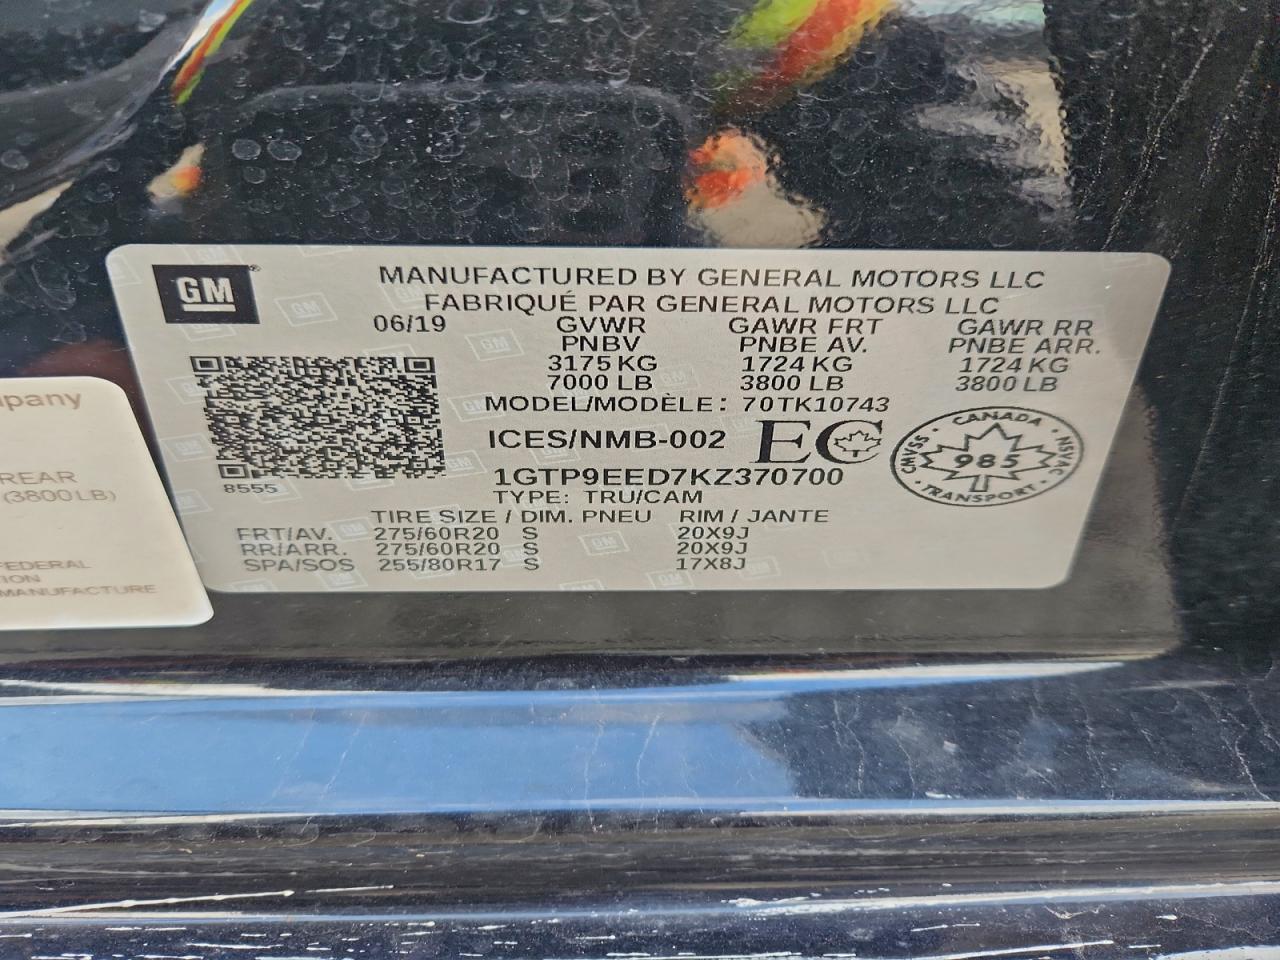 GM
MANUFACTURED BY GENERAL MOTORS LLC
FABRIQUÉ PAR GENERAL MOTORS LLC
06/19 GVWR GAWR FRT GAWR RR
PNBV PNBE AV. PNBE ARR.
3175 KG 1724 KG 1724 KG
7000 LB 3800 LB 3800 LB
MODEL/MODÈLE: 70TK10743
ICES/NMB-002 EC
1GTP9EED7KZ370700
8555
TYPE: TRU/CAM
TIRE SIZE / DIM. PNEU RIM / JANTE
FRT/AV. 275/60R20 S 20X9J
RR/ARR. 275/60R20 S 20X9J
SPA/SOS 255/80R17 S 17X8J
CANADA
CMVSS 985 NSVAC
TRANSPORT
REAR
(3800 LB)
FEDERAL
MANUFACTURE